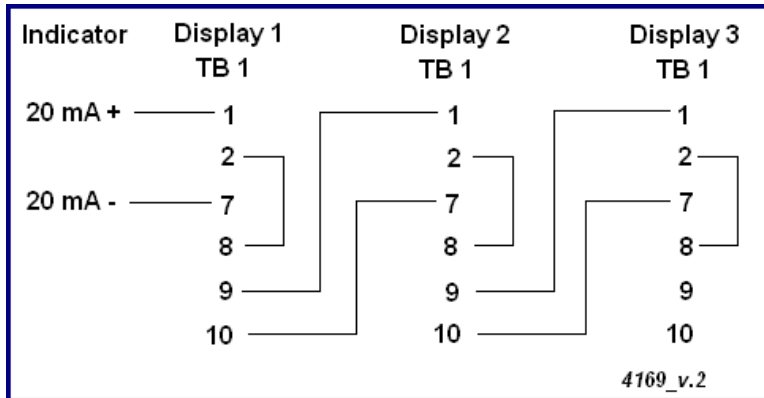 Indicator Display 1 Display 2 Display 3
TB 1 TB 1 TB 1
20 mA + 1 1 1
2 2 2
20 mA - 7 7 7
8 8 8
9 9 9
10 10 10
4169_v.2